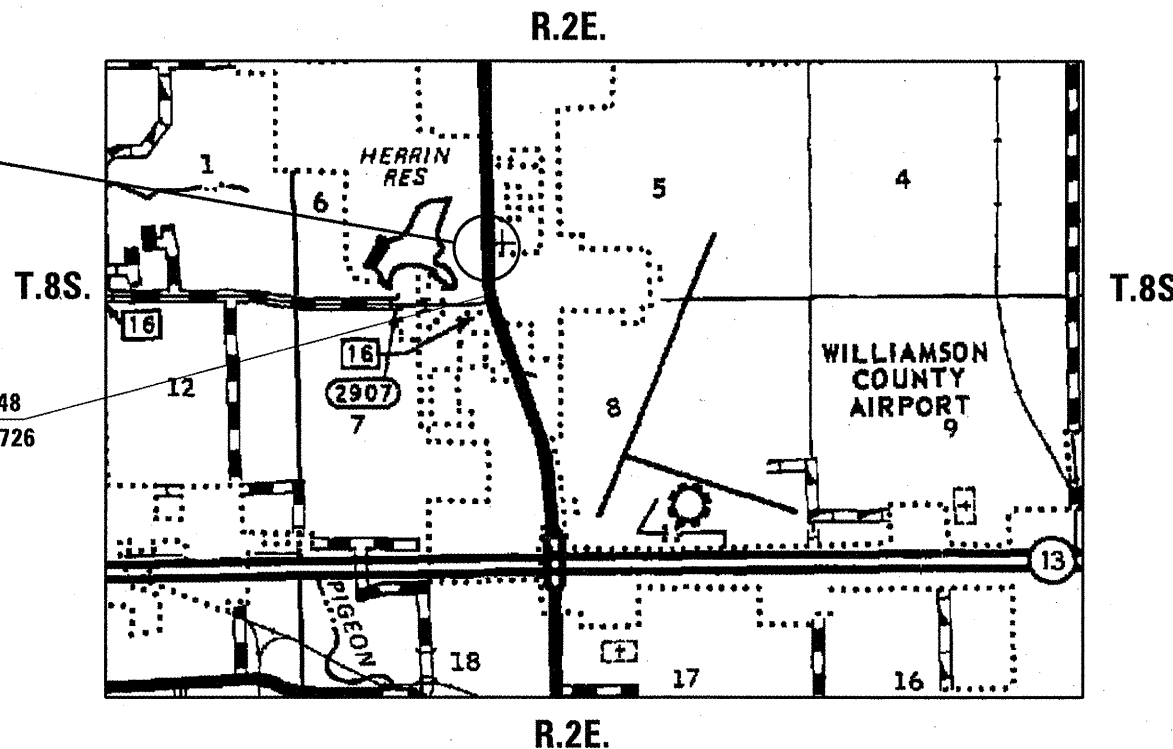 R.2E.
HERRIN
RES
1
6
5
4
T.8S.
T.8S
16
16
2907
WILLIAMSON
COUNTY
AIRPORT
48
726
12
7
8
9
13
PIGEON
18
17
16
R.2E.